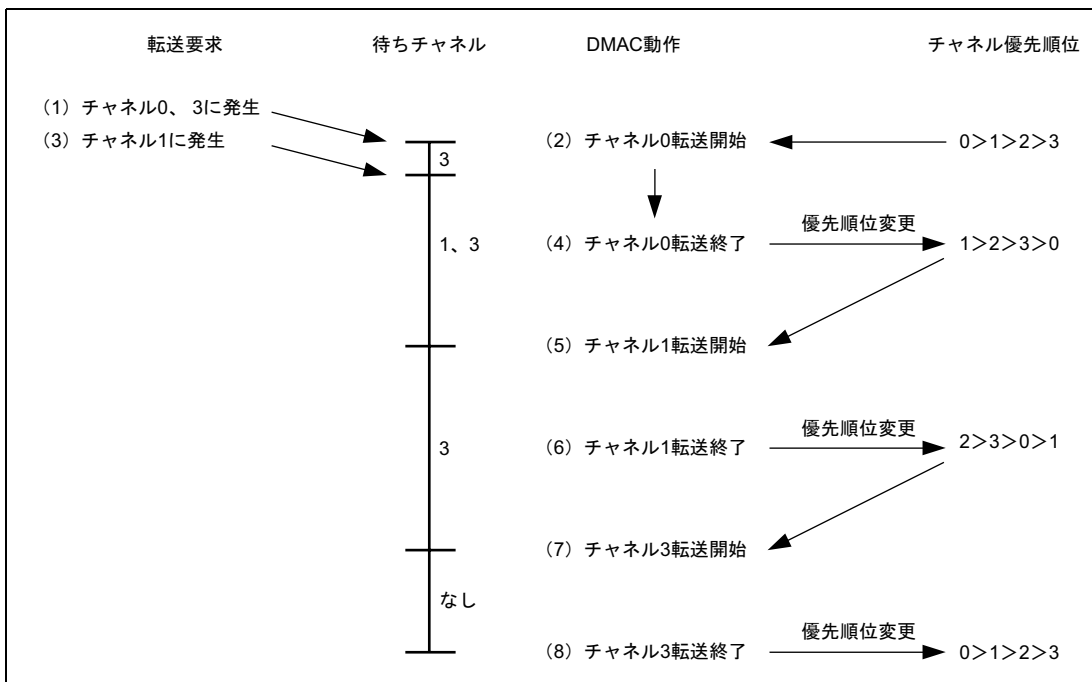 転送要求 待ちチャネル DMAC動作 チャネル優先順位
(1) チャネル0、 3に発生
(3) チャネル1に発生 (2) チャネル0転送開始 0>1>2>3
3
優先順位変更
1、3 (4) チャネル0転送終了 1>2>3>0
(5) チャネル1転送開始
優先順位変更
3 (6) チャネル1転送終了 2>3>0>1
(7) チャネル3転送開始
なし
優先順位変更
(8) チャネル3転送終了 0>1>2>3